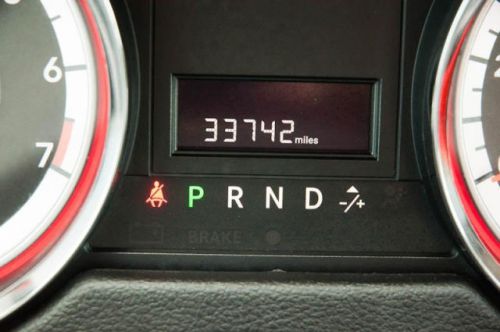 6
7
33742 miles
P R N D -/+
BRAKE